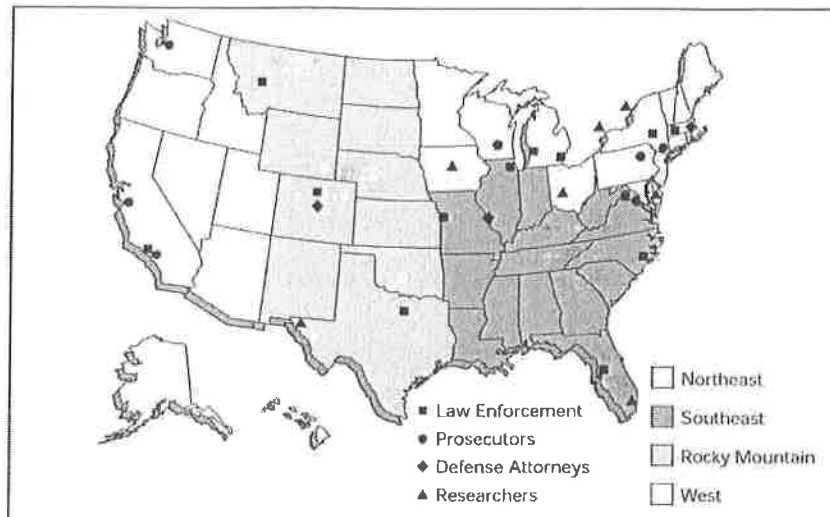 Law Enforcement
Prosecutors
Defense Attorneys
Researchers
Northeast
Southeast
Rocky Mountain
West